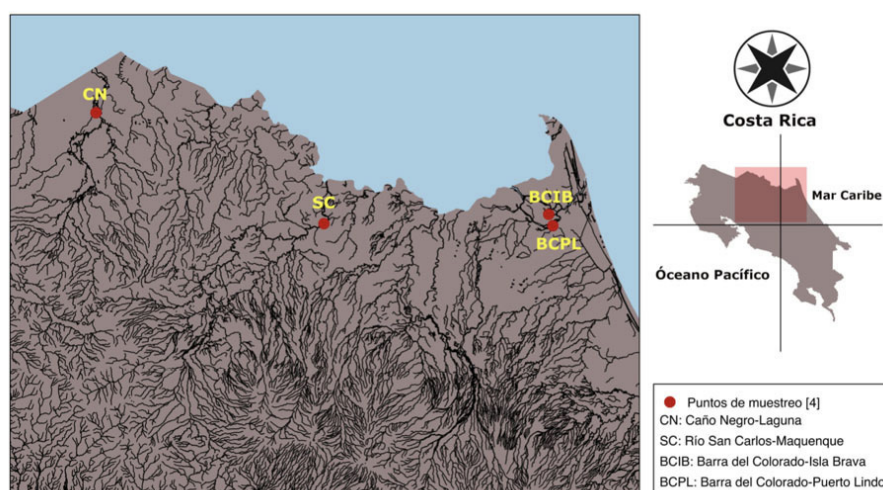 CN
SC
BCIB
BCPL
Costa Rica
Mar Caribe
Óceano Pacífico
Puntos de muestreo [4]
CN: Caño Negro-Laguna
SC: Río San Carlos-Maquenque
BCIB: Barra del Colorado-Isla Brava
BCPL: Barra del Colorado-Puerto Lindo